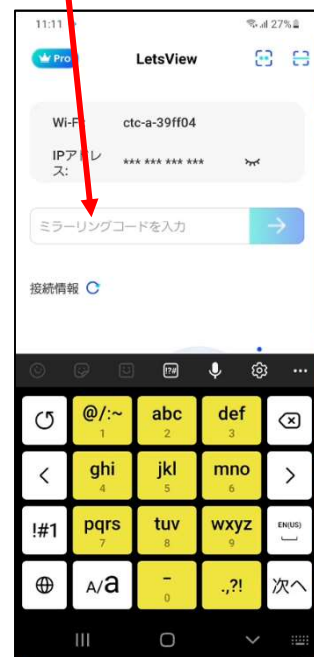 11:11 27%
Pro LetsView
Wi-F ctc-a-39ff04
IPアドレ *** *** *** ***
ス:
ミラーリングコードを入力
接続情報
!?#
@/:~ abc def
1 2 3
ghi jkl mno
4 5 6
!#1 pqrs tuv wxyz EN(US)
7 8 9
A/a - .,?! 次へ
0